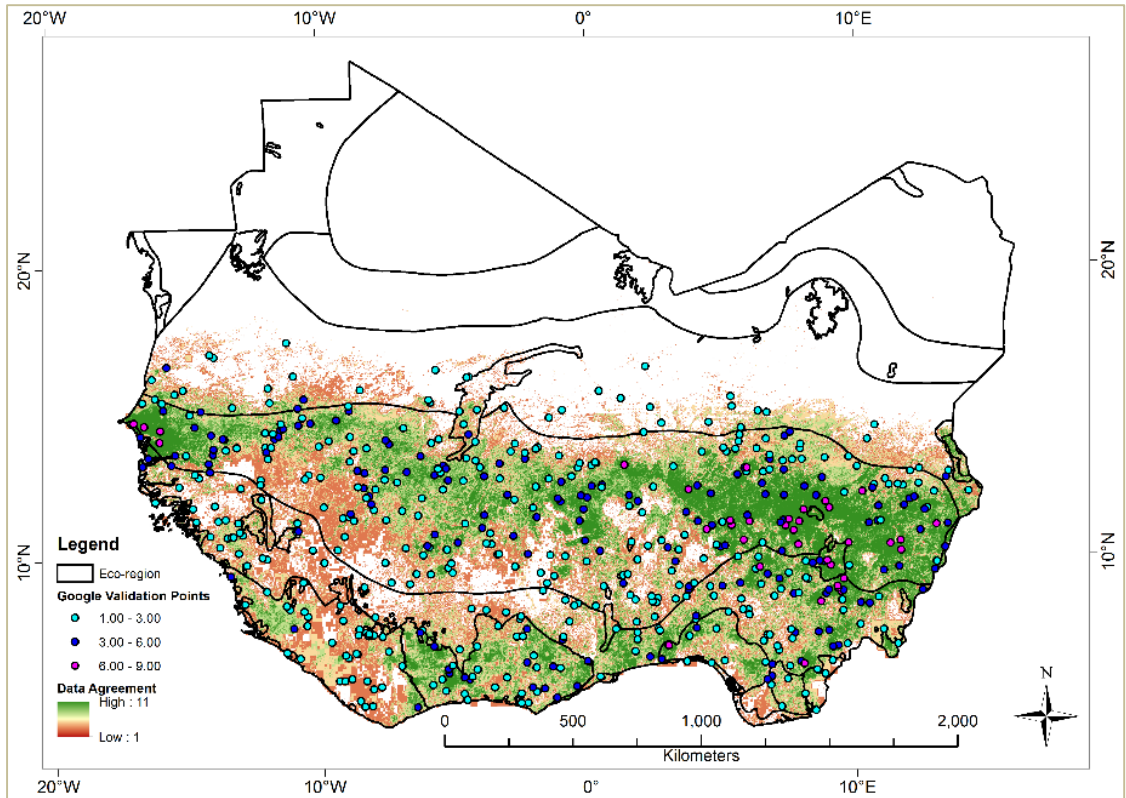 20°W 10°W 0° 10°E
20°N 20°N
10°N 10°N
Legend
Eco-region
Google Validation Points
1.00 - 3.00
3.00 - 6.00
6.00 - 9.00
Data Agreement
High : 11
Low : 1
N
0 500 1,000 2,000
Kilometers
20°W 10°W 0° 10°E